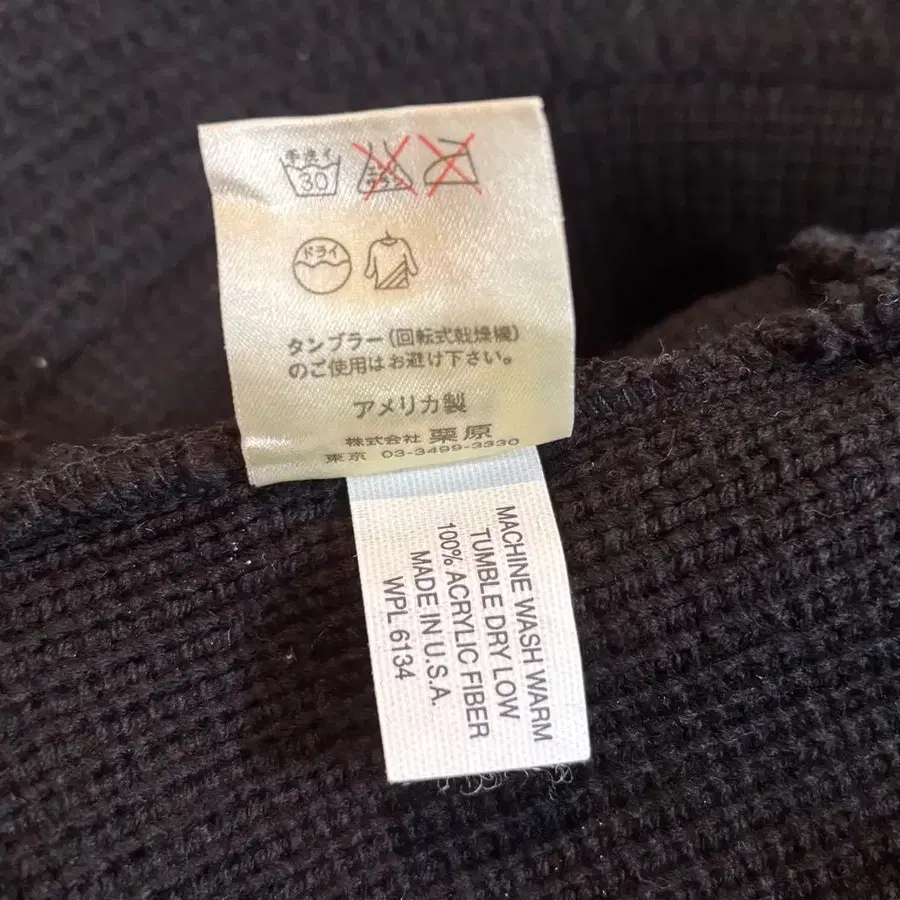 手洗イ
30
ドライ
タンブラー(回転式乾燥機)
のご使用はお避け下さい。
アメリカ製
株式会社 栗原
東京 03-3499-3330
MACHINE WASH WARM
TUMBLE DRY LOW
100% ACRYLIC FIBER
MADE IN U.S.A.
WPL 6134